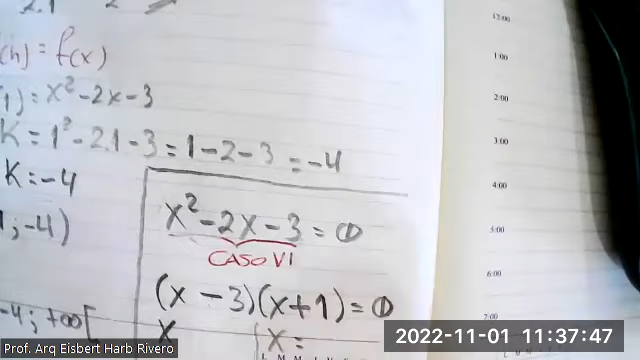 2.1 2
(h) = f(x)
1) = x² - 2x - 3
K = 1² - 2.1 - 3 = 1 - 2 - 3 = -4
K = -4
; -4)
x² - 2x - 3 = 0
CASO VI
(x - 3)(x + 1) = 0
-4; +∞[
x
x =
12:00
1:00
2:00
3:00
4:00
5:00
6:00
7:00
L M M
Prof. Arq Eisbert Harb Rivero
2022-11-01 11:37:47